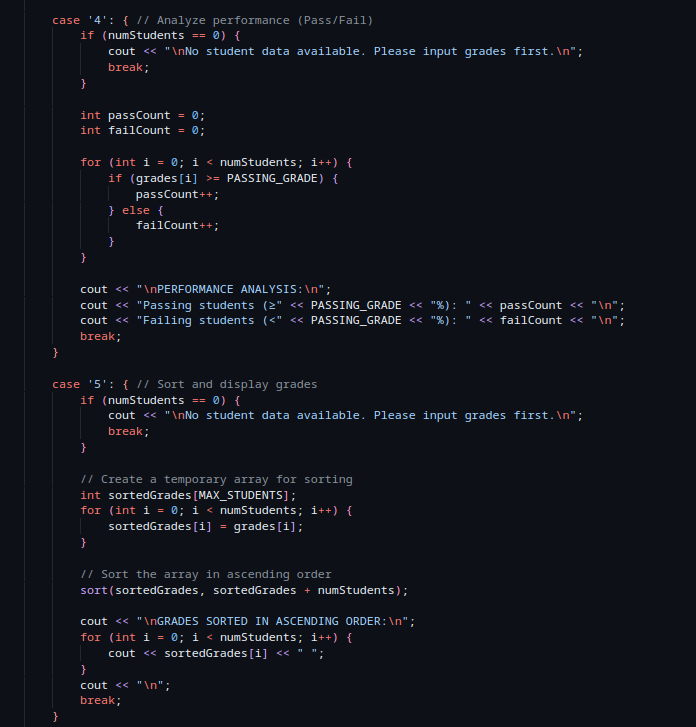 case '4': { // Analyze performance (Pass/Fail)
if (numStudents == 0) {
cout << "\nNo student data available. Please input grades first.\n";
break;
}
int passCount = 0;
int failCount = 0;
for (int i = 0; i < numStudents; i++) {
if (grades[i] >= PASSING_GRADE) {
passCount++;
} else {
failCount++;
}
}
cout << "\nPERFORMANCE ANALYSIS:\n";
cout << "Passing students (≥" << PASSING_GRADE << "%): " << passCount << "\n";
cout << "Failing students (<" << PASSING_GRADE << "%): " << failCount << "\n";
break;
}
case '5': { // Sort and display grades
if (numStudents == 0) {
cout << "\nNo student data available. Please input grades first.\n";
break;
}
// Create a temporary array for sorting
int sortedGrades[MAX_STUDENTS];
for (int i = 0; i < numStudents; i++) {
sortedGrades[i] = grades[i];
}
// Sort the array in ascending order
sort(sortedGrades, sortedGrades + numStudents);
cout << "\nGRADES SORTED IN ASCENDING ORDER:\n";
for (int i = 0; i < numStudents; i++) {
cout << sortedGrades[i] << " ";
}
cout << "\n";
break;
}